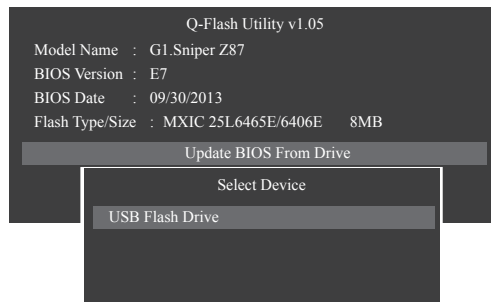 Q-Flash Utility v1.05
Model Name : G1.Sniper Z87
BIOS Version : E7
BIOS Date : 09/30/2013
Flash Type/Size : MXIC 25L6465E/6406E 8MB
Update BIOS From Drive
Select Device
USB Flash Drive